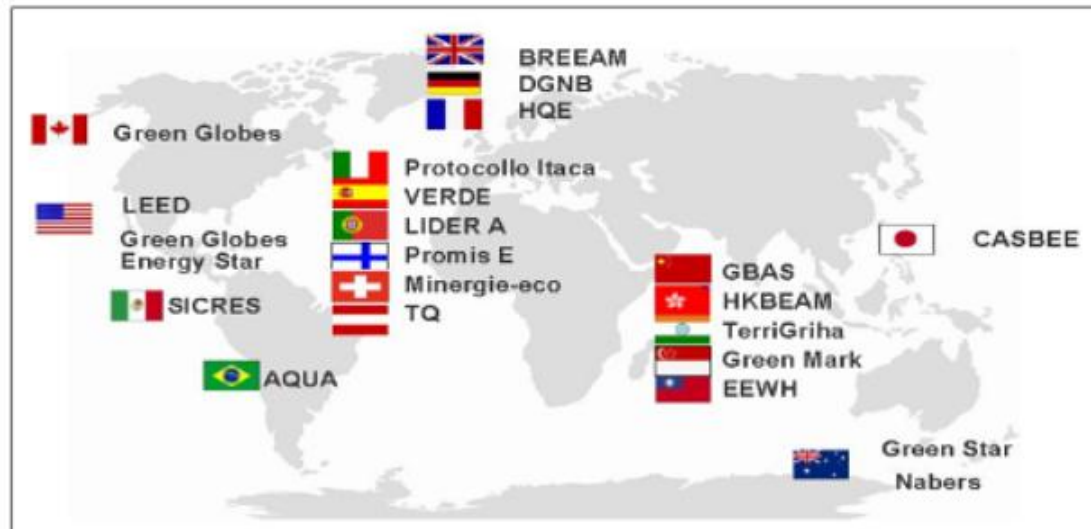 BREEAM
DGNB
HQE
Green Globes
Protocollo Itaca
VERDE
LIDER A
Promis E
Minergie-eco
TQ
LEED
Green Globes
Energy Star
SICRES
AQUA
CASBEE
GBAS
HKBEAM
TerriGriha
Green Mark
EEWH
Green Star
Nabers